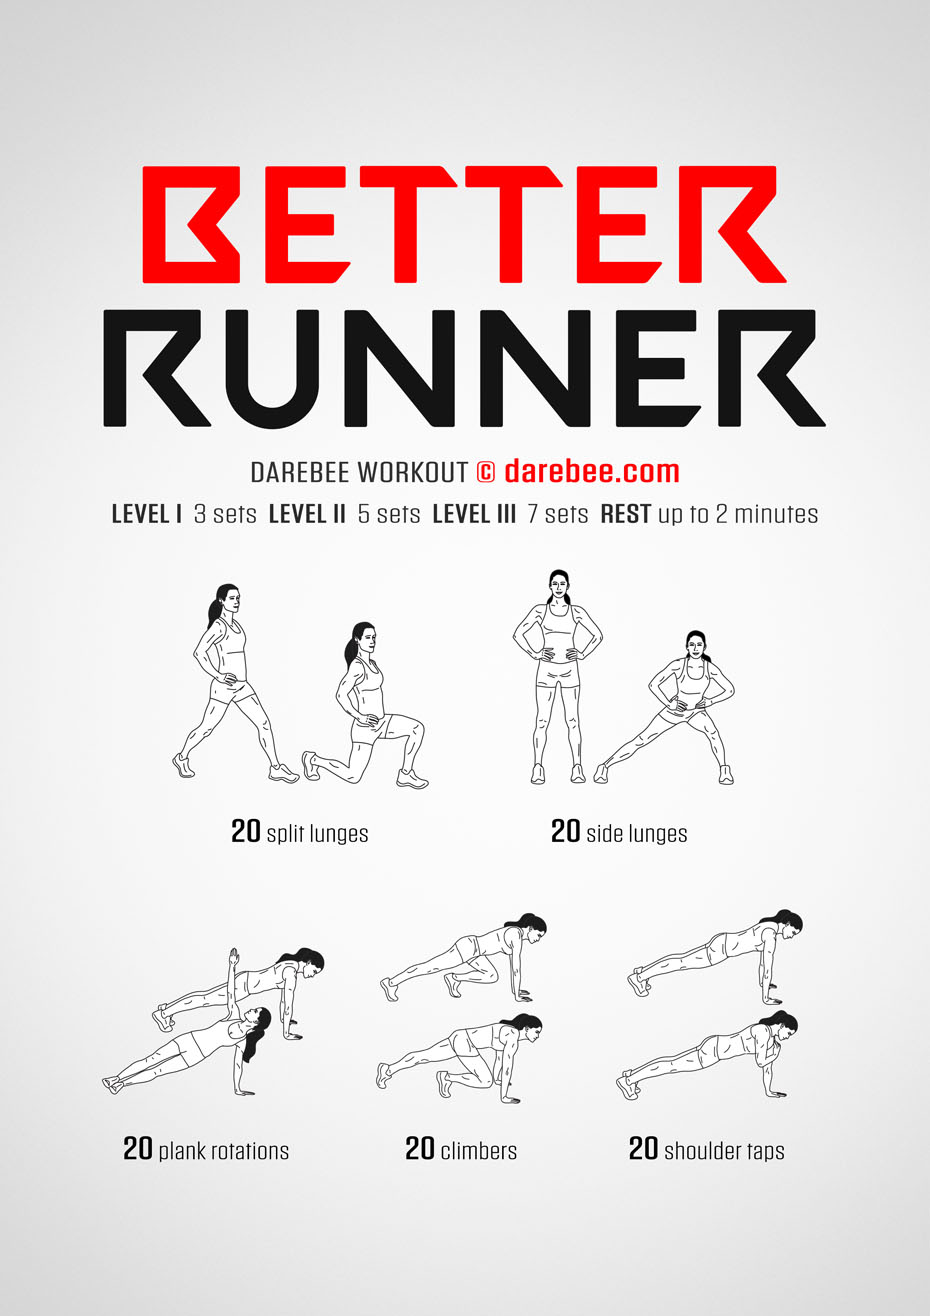 BETTER
RUNNER
DAREBEE WORKOUT © darebee.com
LEVEL I 3 sets LEVEL II 5 sets LEVEL III 7 sets REST up to 2 minutes
20 split lunges
20 side lunges
20 plank rotations
20 climbers
20 shoulder taps